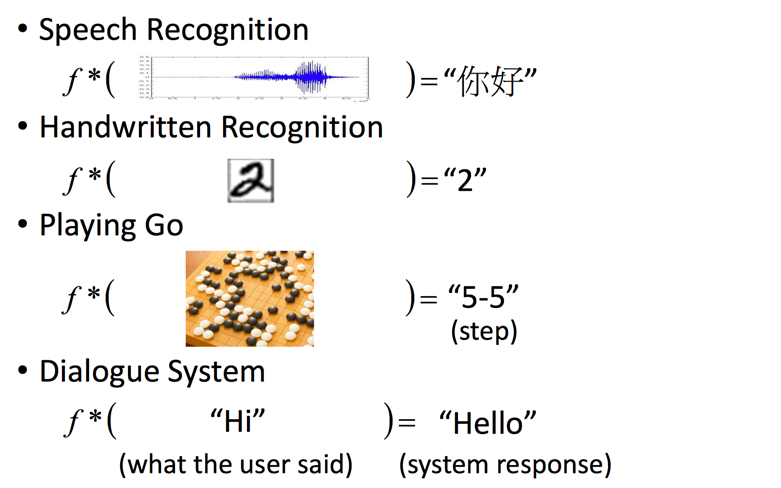 • Speech Recognition
f*( )=“你好”
• Handwritten Recognition
f*( 2 )=“2”
• Playing Go
f*( )= “5-5”
(step)
• Dialogue System
f*( “Hi” )= “Hello”
(what the user said) (system response)